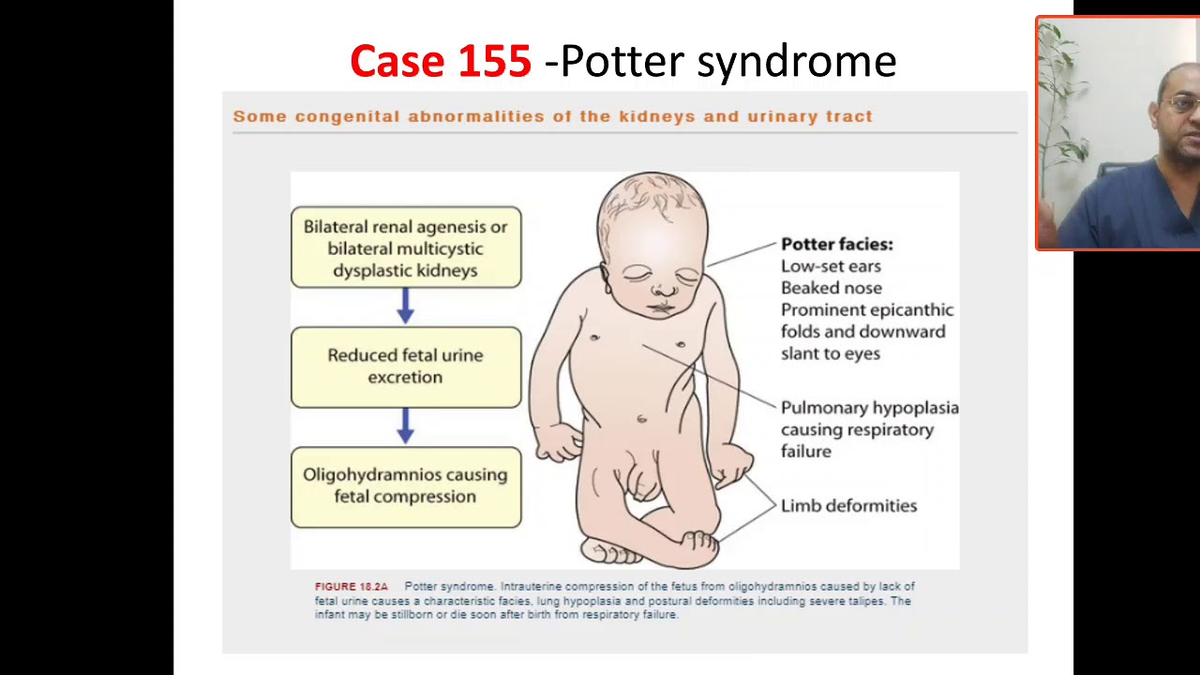 Case 155 -Potter syndrome
Some congenital abnormalities of the kidneys and urinary tract
Bilateral renal agenesis or
bilateral multicystic
dysplastic kidneys
Reduced fetal urine
excretion
Oligohydramnios causing
fetal compression
Potter facies:
Low-set ears
Beaked nose
Prominent epicanthic
folds and downward
slant to eyes
Pulmonary hypoplasia
causing respiratory
failure
Limb deformities
FIGURE 18.2A Potter syndrome. Intrauterine compression of the fetus from oligohydramnios caused by lack of
fetal urine causes a characteristic facies, lung hypoplasia and postural deformities including severe talipes. The
infant may be stillborn or die soon after birth from respiratory failure.